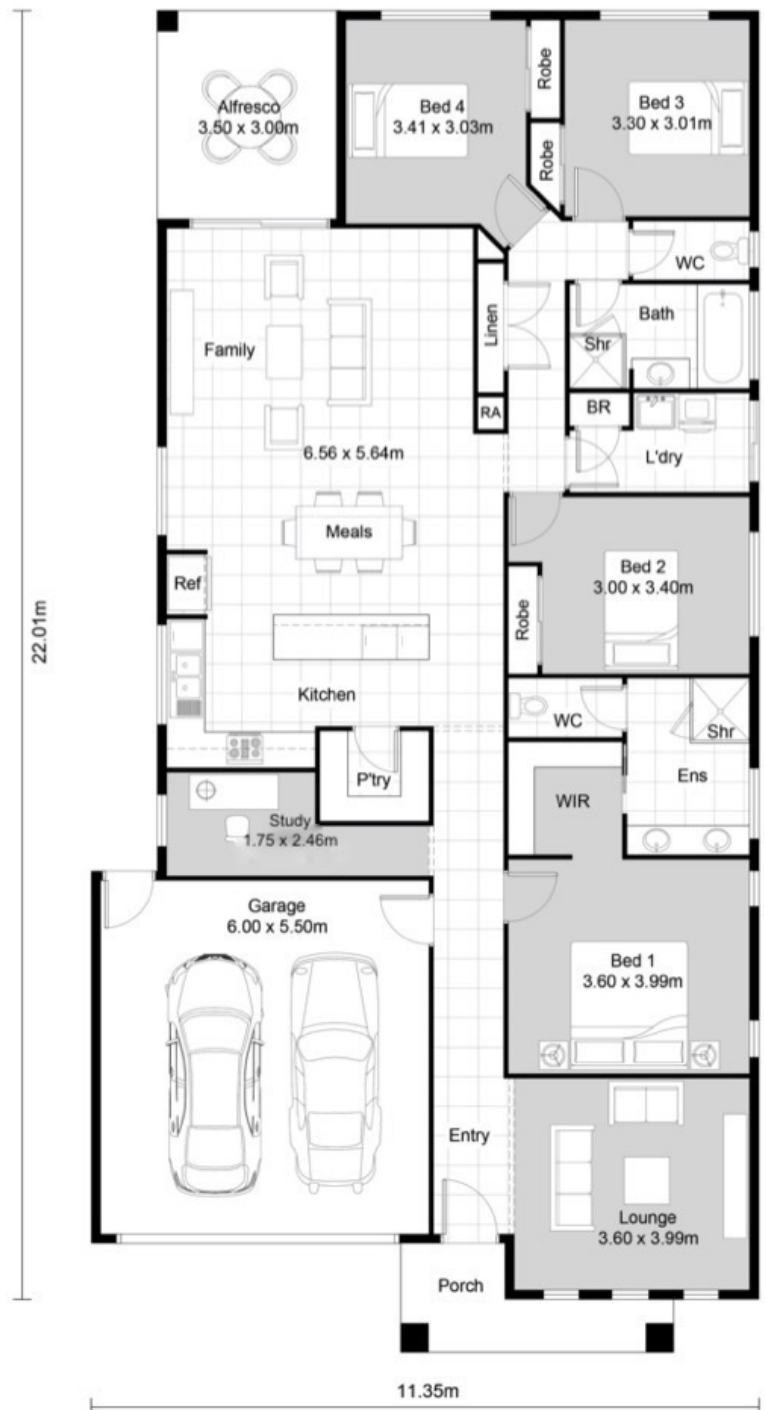 Alfresco
3.50 x 3.00m
Bed 4
3.41 x 3.03m
Robe
Robe
Bed 3
3.30 x 3.01m
WC
Bath
Shr
Linen
Family
RA
BR
L'dry
6.56 x 5.64m
Meals
Bed 2
3.00 x 3.40m
Ref
Robe
22.01m
Kitchen
WC
Shr
P'try
WIR
Ens
Study
1.75 x 2.46m
Garage
6.00 x 5.50m
Bed 1
3.60 x 3.99m
Entry
Lounge
3.60 x 3.99m
Porch
11.35m